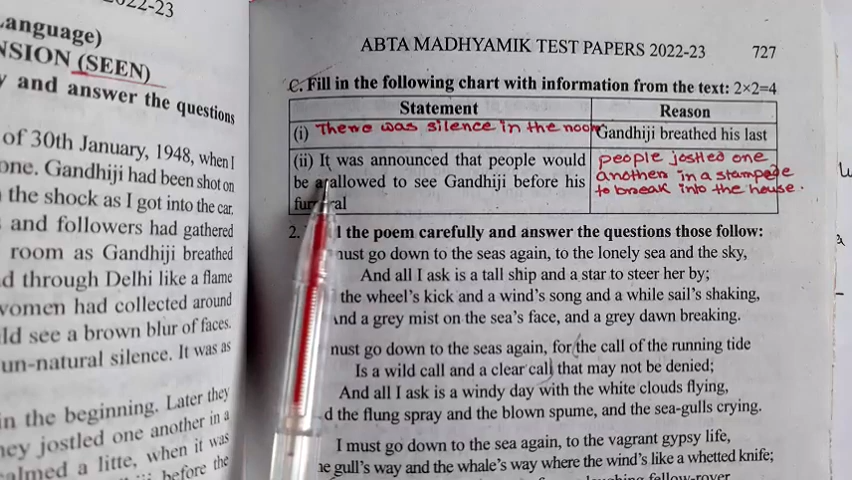 2022-23
Language)
NSION (SEEN)
y and answer the questions
of 30th January, 1948, when I
one. Gandhiji had been shot on
the shock as I got into the car.
and followers had gathered
room as Gandhiji breathed
d through Delhi like a flame
women had collected around
ld see a brown blur of faces.
un-natural silence. It was as
in the beginning. Later they
hey jostled one another in a
calmed a litte, when it was
before the
ABTA MADHYAMIK TEST PAPERS 2022-23 727
C. Fill in the following chart with information from the text: 2×2=4
Statement Reason
(i) There was silence in the room Gandhiji breathed his last
(ii) It was announced that people would
be allowed to see Gandhiji before his
people jostled one
another in a stampede
to break into the house.
2. the poem carefully and answer the questions those follow:
must go down to the seas again, to the lonely sea and the sky,
And all I ask is a tall ship and a star to steer her by;
the wheel's kick and a wind's song and a while sail's shaking,
And a grey mist on the sea's face, and a grey dawn breaking.
must go down to the seas again, for the call of the running tide
Is a wild call and a clear call that may not be denied;
And all I ask is a windy day with the white clouds flying,
d the flung spray and the blown spume, and the sea-gulls crying.
I must go down to the sea again, to the vagrant gypsy life,
he gull's way and the whale's way where the wind's like a whetted knife;
fellow-rover